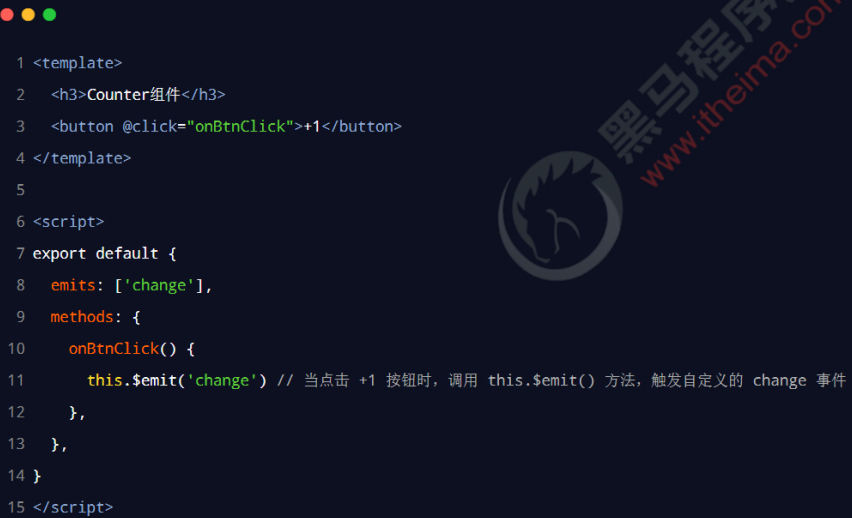 1 <template>
2   <h3>Counter组件</h3>
3   <button @click="onBtnClick">+1</button>
4 </template>
5
6 <script>
7 export default {
8   emits: ['change'],
9   methods: {
10     onBtnClick() {
11       this.$emit('change') // 当点击 +1 按钮时，调用 this.$emit() 方法，触发自定义的 change 事件
12     },
13   },
14 }
15 </script>
黑马程序
www.itheima.com